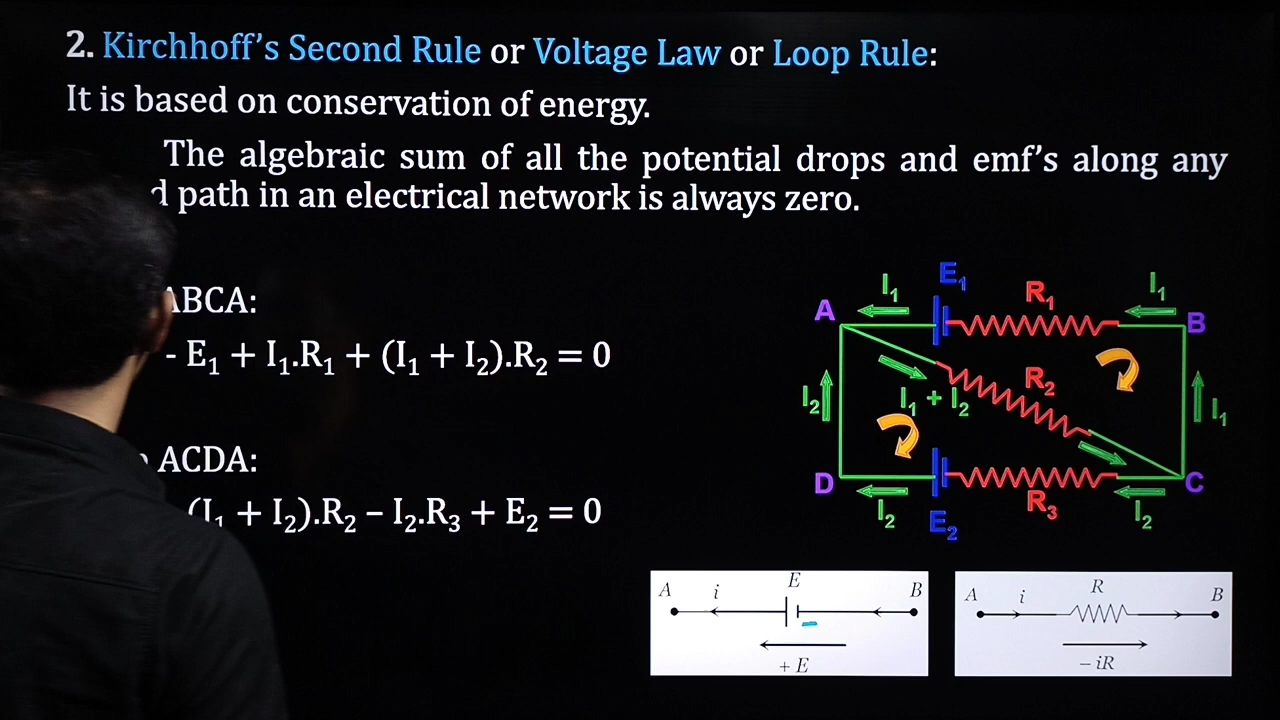 2. Kirchhoff's Second Rule or Voltage Law or Loop Rule:
It is based on conservation of energy.
The algebraic sum of all the potential drops and emf's along any
path in an electrical network is always zero.
ABCA:
- E₁ + I₁.R₁ + (I₁ + I₂).R₂ = 0
ACDA:
(I₁ + I₂).R₂ – I₂.R₃ + E₂ = 0
I₁ E₁ R₁ I₁
A B
R₂
I₂ I₁ + I₂ I₁
D C
I₂ E₂ R₃ I₂
A i E B
+ E
A i R B
– iR